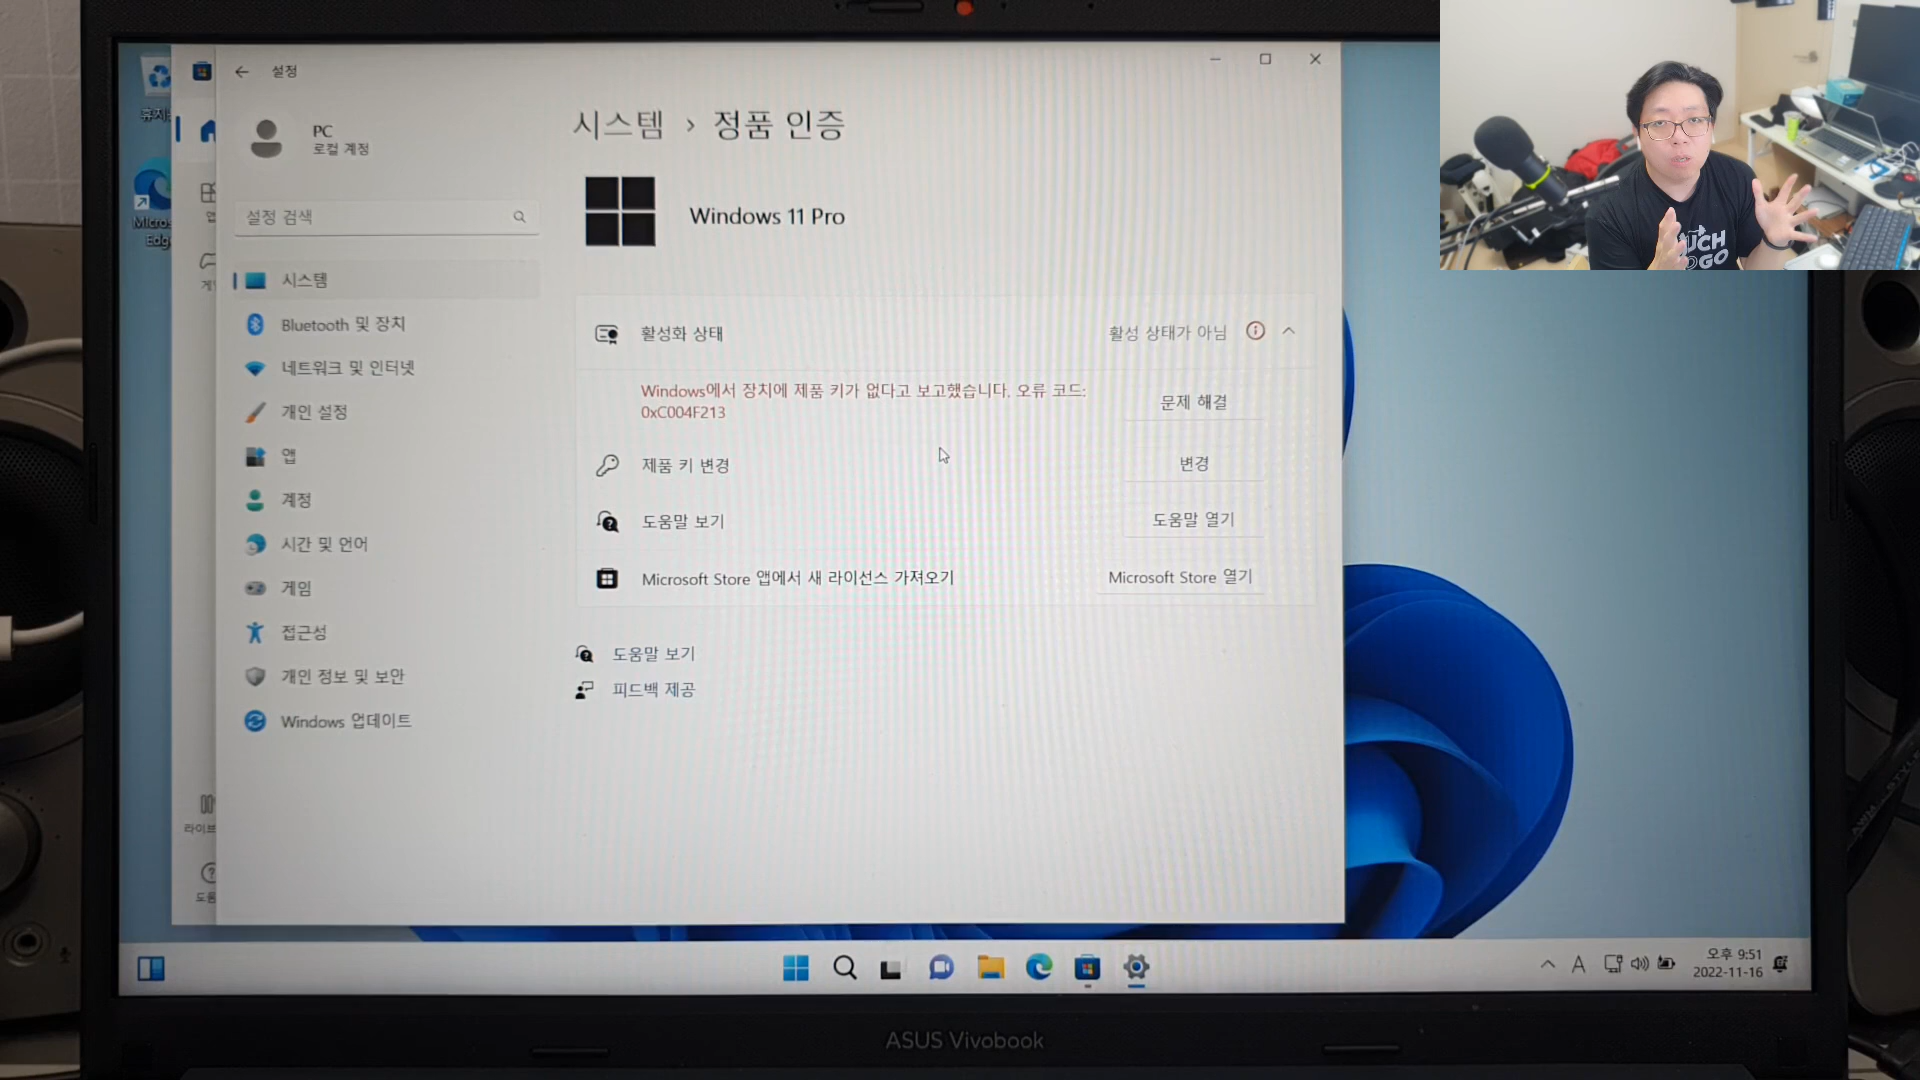 설정
PC
로컬 계정
설정 검색
시스템
Bluetooth 및 장치
네트워크 및 인터넷
개인 설정
앱
계정
시간 및 언어
게임
접근성
개인 정보 및 보안
Windows 업데이트
시스템 › 정품 인증
Windows 11 Pro
활성화 상태
활성 상태가 아님
Windows에서 장치에 제품 키가 없다고 보고했습니다. 오류 코드:
0xC004F213
문제 해결
제품 키 변경
변경
도움말 보기
도움말 열기
Microsoft Store 앱에서 새 라이선스 가져오기
Microsoft Store 열기
도움말 보기
피드백 제공
A
오후 9:51
2022-11-16
ASUS Vivobook